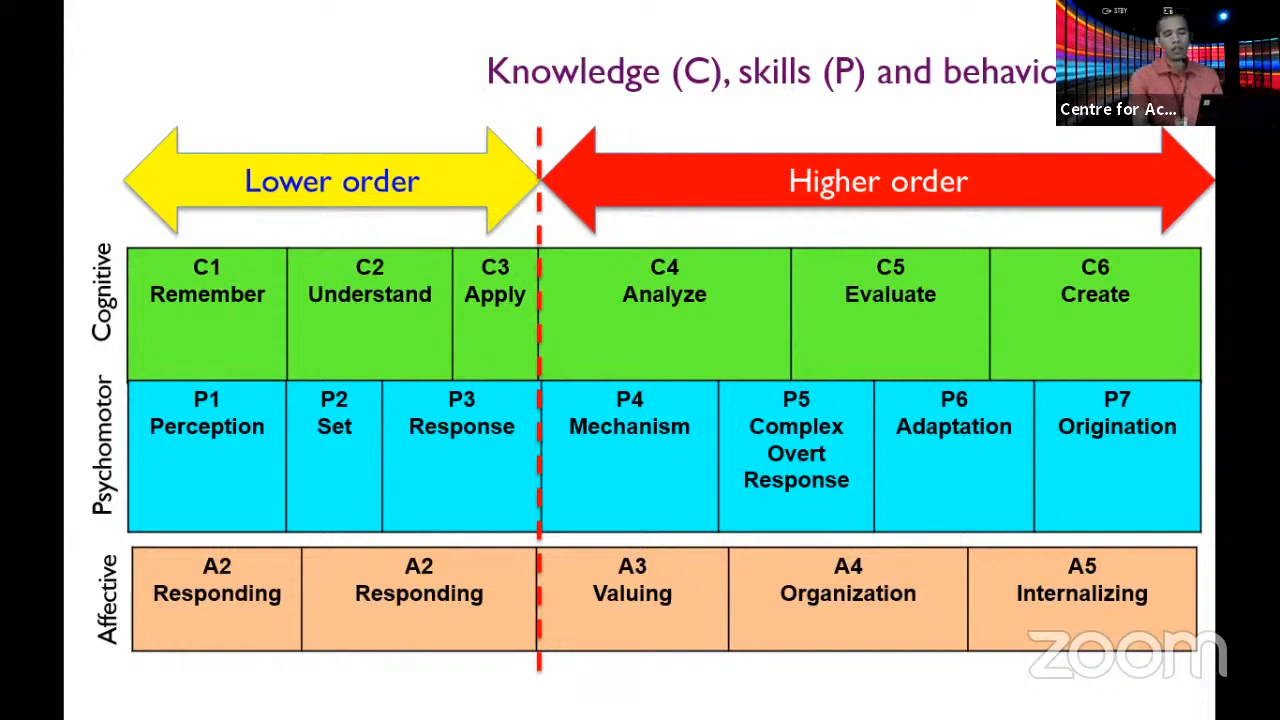 Knowledge (C), skills (P) and behavio
STBY
Centre for Ac...
Lower order
Higher order
Cognitive
C1
Remember
C2
Understand
C3
Apply
C4
Analyze
C5
Evaluate
C6
Create
Psychomotor
P1
Perception
P2
Set
P3
Response
P4
Mechanism
P5
Complex
Overt
Response
P6
Adaptation
P7
Origination
Affective
A2
Responding
A2
Responding
A3
Valuing
A4
Organization
A5
Internalizing
zoom